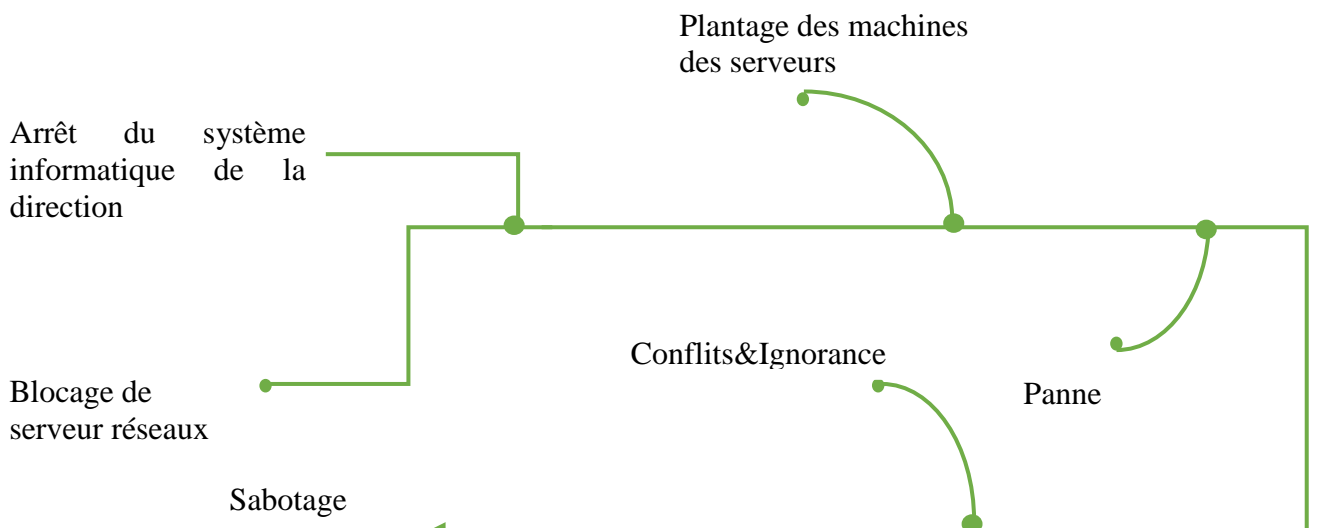 Plantage des machines
des serveurs
Arrêt du système
informatique de la
direction
Conflits&Ignorance
Panne
Blocage de
serveur réseaux
Sabotage